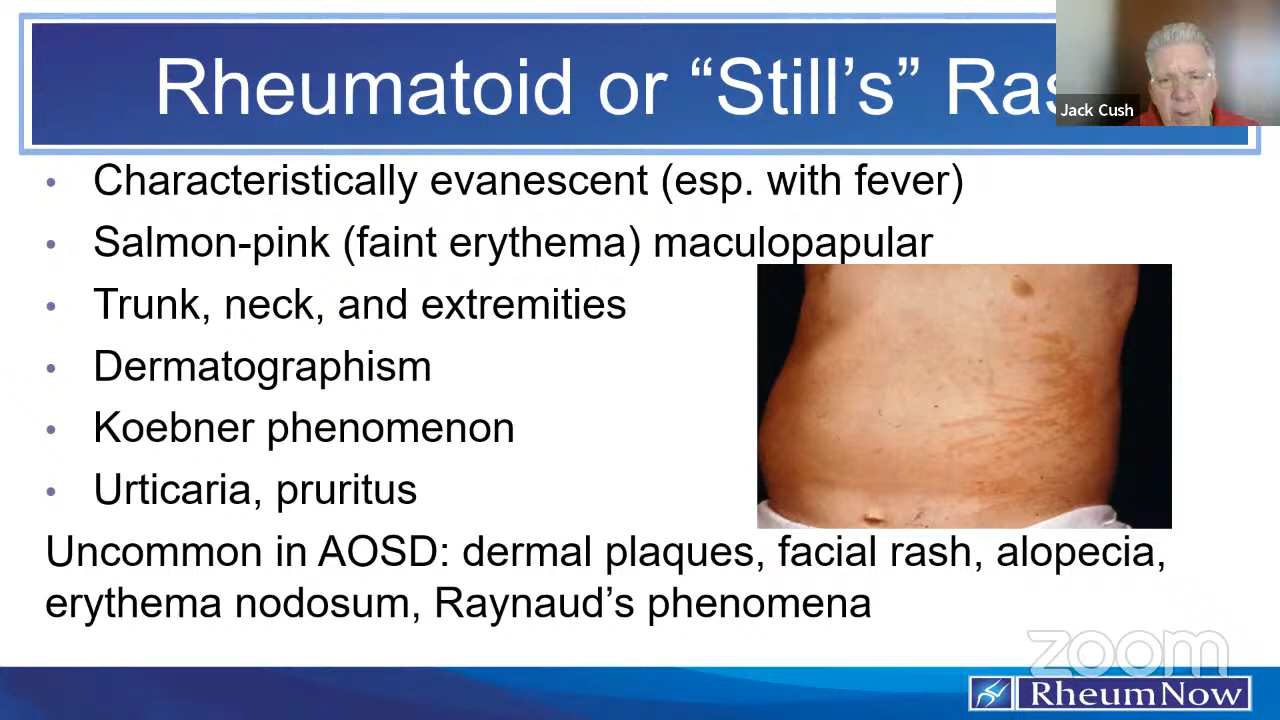 Rheumatoid or “Still’s” Ras
Jack Cush
• Characteristically evanescent (esp. with fever)
• Salmon-pink (faint erythema) maculopapular
• Trunk, neck, and extremities
• Dermatographism
• Koebner phenomenon
• Urticaria, pruritus
Uncommon in AOSD: dermal plaques, facial rash, alopecia,
erythema nodosum, Raynaud’s phenomena
zoom
RheumNow